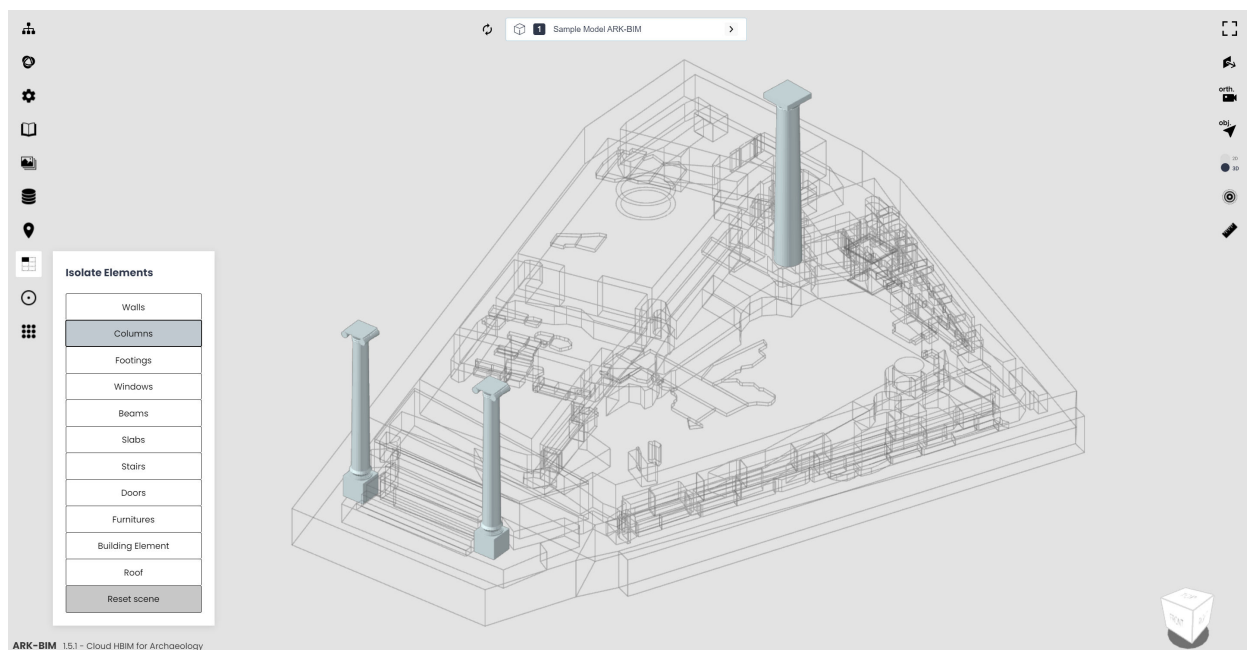 1 Sample Model ARK-BIM
orth.
obj.
2D
3D
Isolate Elements
Walls
Columns
Footings
Windows
Beams
Slabs
Stairs
Doors
Furnitures
Building Element
Roof
Reset scene
ARK-BIM 1.5.1 - Cloud HBIM for Archaeology